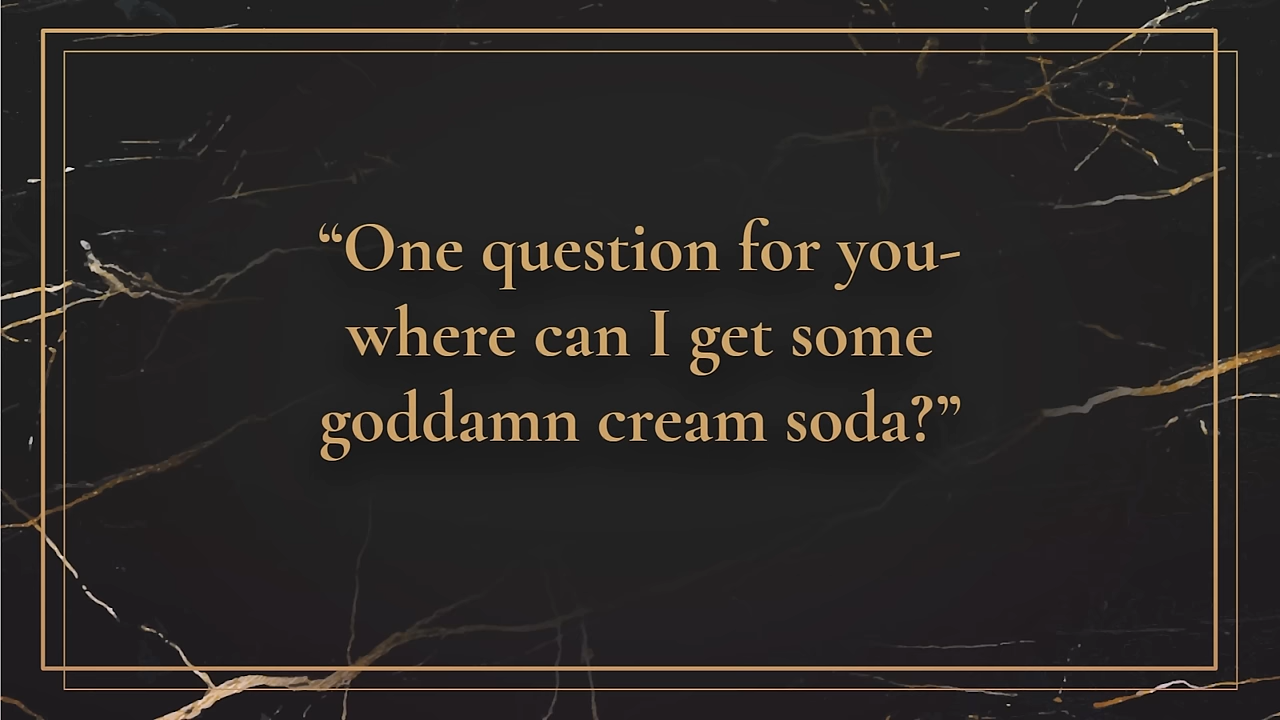 “One question for you-
where can I get some
goddamn cream soda?”